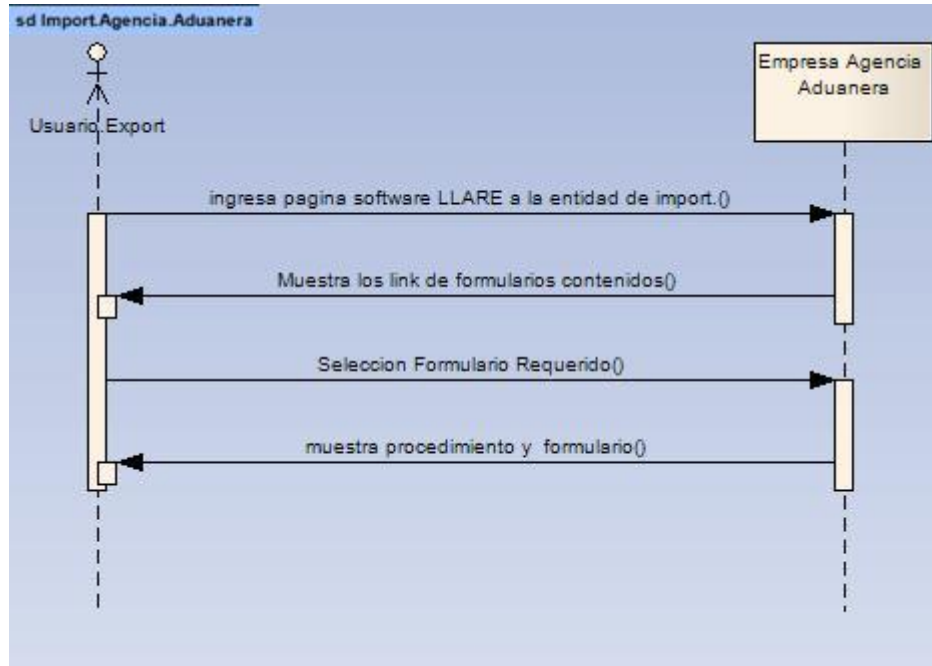 sd Import.Agencia.Aduanera
Empresa Agencia
Aduanera
Usuario.Export
ingresa pagina software LLARE a la entidad de import.()
Muestra los link de formularios contenidos()
Seleccion Formulario Requerido()
muestra procedimiento y formulario()